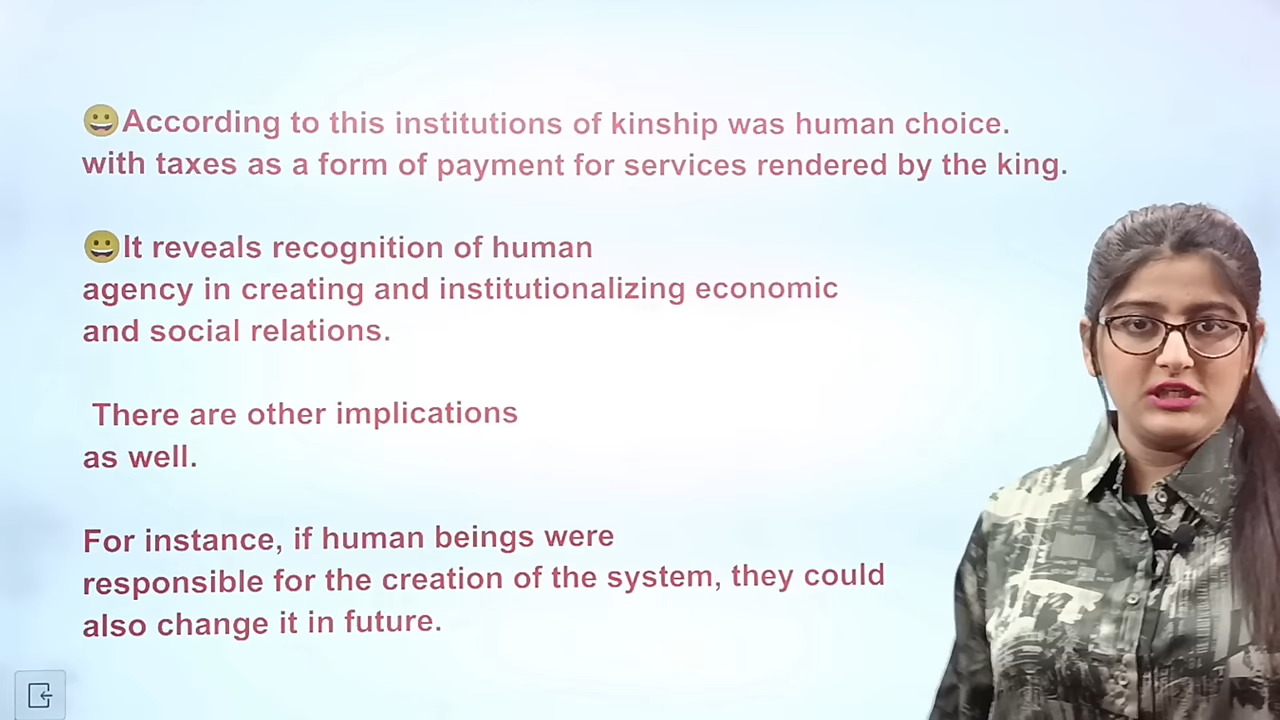 😀According to this institutions of kinship was human choice.
with taxes as a form of payment for services rendered by the king.
😀It reveals recognition of human
agency in creating and institutionalizing economic
and social relations.
There are other implications
as well.
For instance, if human beings were
responsible for the creation of the system, they could
also change it in future.